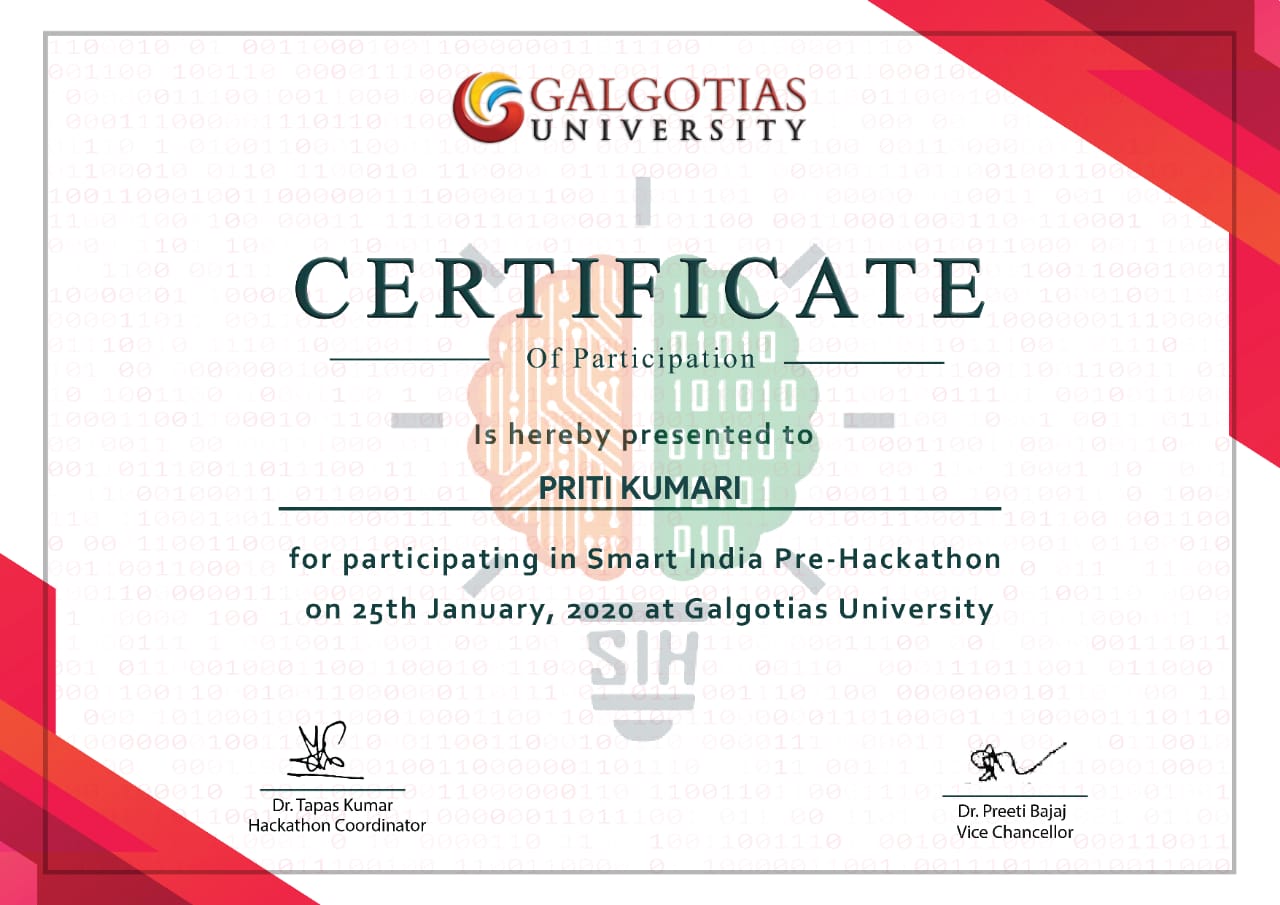 GALGOTIAS
UNIVERSITY
CERTIFICATE
Of Participation
Is hereby presented to
PRITI KUMARI
for participating in Smart India Pre-Hackathon
on 25th January, 2020 at Galgotias University
SIH
Dr. Tapas Kumar
Hackathon Coordinator
Dr. Preeti Bajaj
Vice Chancellor